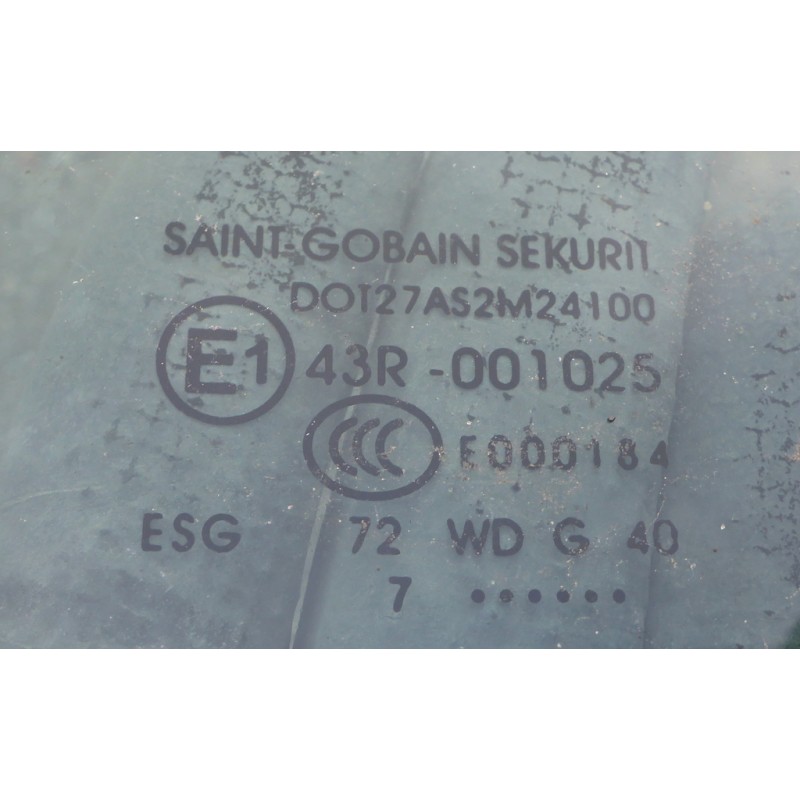 SAINT-GOBAIN SEKURIT
DOT27AS2M24100
E1 43R -001025
CCC E000184
ESG 72 WD G 40
7 ••••••